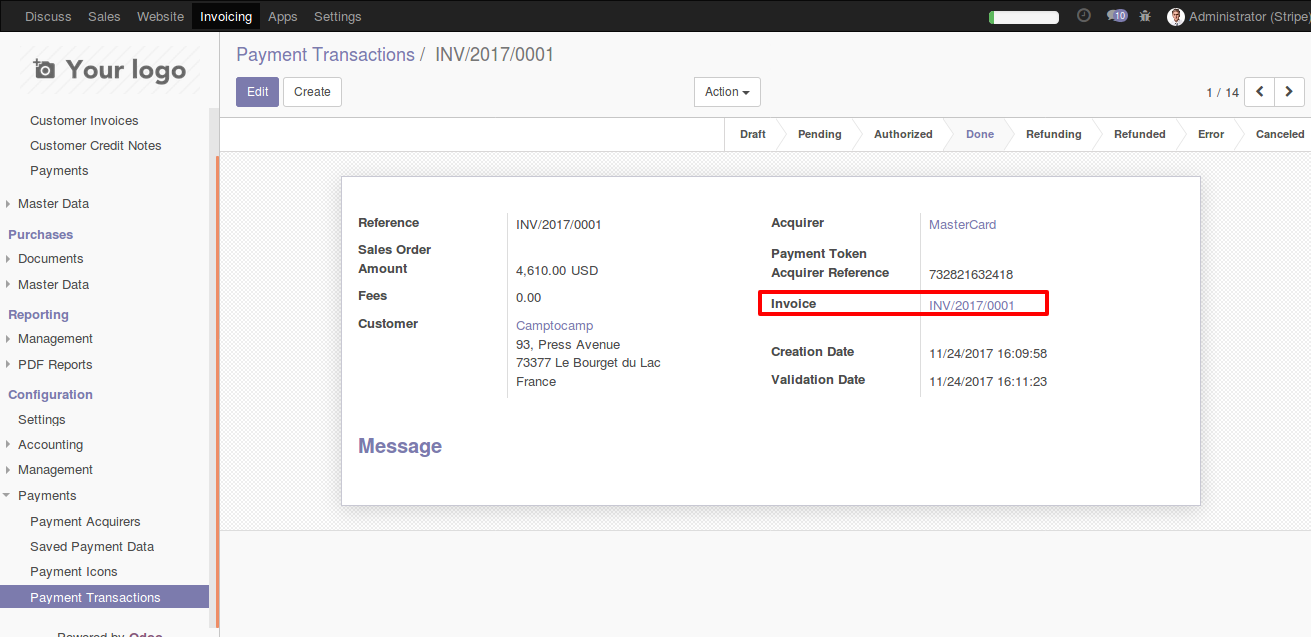 Discuss Sales Website Invoicing Apps Settings 10 Administrator (Stripe)
Your logo
Payment Transactions / INV/2017/0001
Edit Create Action 1 / 14
Draft Pending Authorized Done Refunding Refunded Error Canceled
Customer Invoices
Customer Credit Notes
Payments
Master Data
Purchases
Documents
Master Data
Reporting
Management
PDF Reports
Configuration
Settings
Accounting
Management
Payments
Payment Acquirers
Saved Payment Data
Payment Icons
Payment Transactions
Powered by Odoo
Reference INV/2017/0001
Sales Order
Amount 4,610.00 USD
Fees 0.00
Customer Camptocamp
93, Press Avenue
73377 Le Bourget du Lac
France
Acquirer MasterCard
Payment Token
Acquirer Reference 732821632418
Invoice INV/2017/0001
Creation Date 11/24/2017 16:09:58
Validation Date 11/24/2017 16:11:23
Message